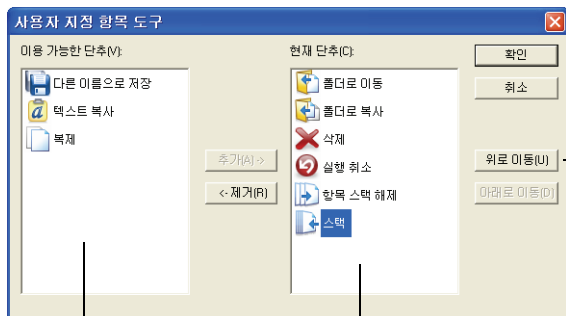 사용자 지정 항목 도구
이용 가능한 단추(V):
다른 이름으로 저장
텍스트 복사
복제
추가(A)->
<-제거(R)
현재 단추(C):
폴더로 이동
폴더로 복사
삭제
실행 취소
항목 스택 해제
스택
확인
취소
위로 이동(U)
아래로 이동(D)